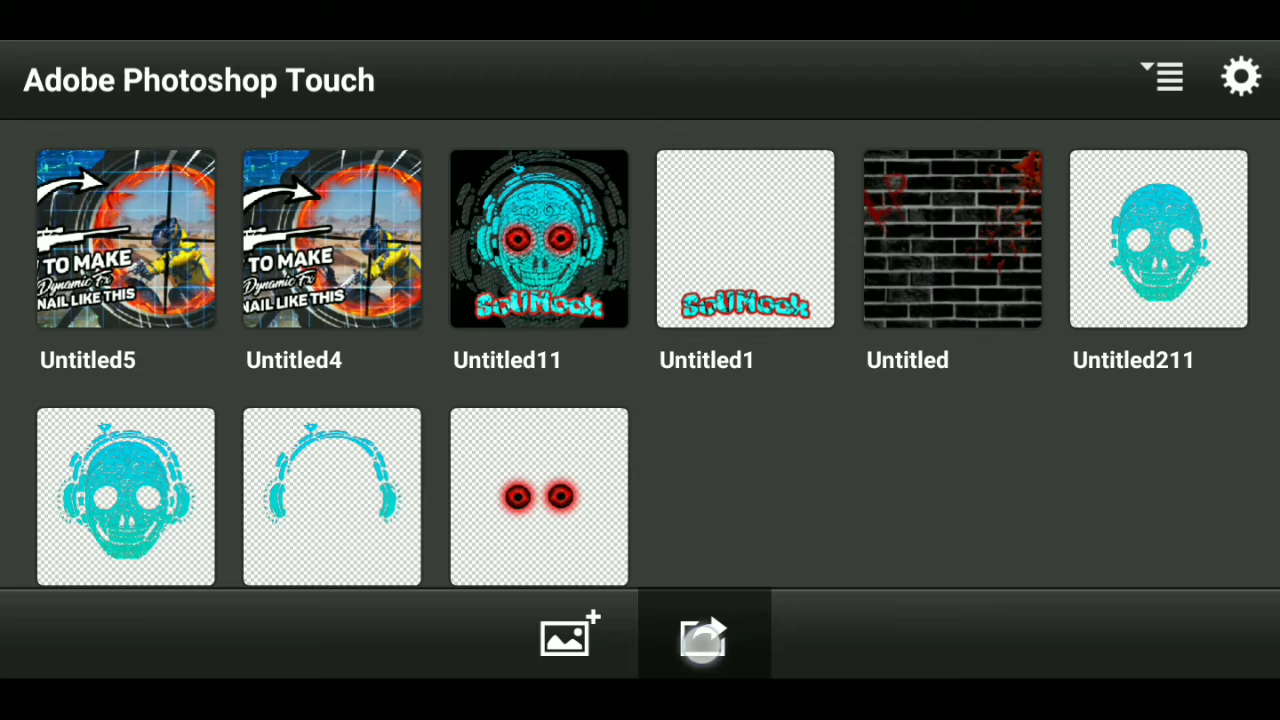 Adobe Photoshop Touch
TO MAKE
Dynamic Fx
NAIL LIKE THIS
TO MAKE
Dynamic Fx
NAIL LIKE THIS
Untitled5
Untitled4
Untitled11
Untitled1
Untitled
Untitled211